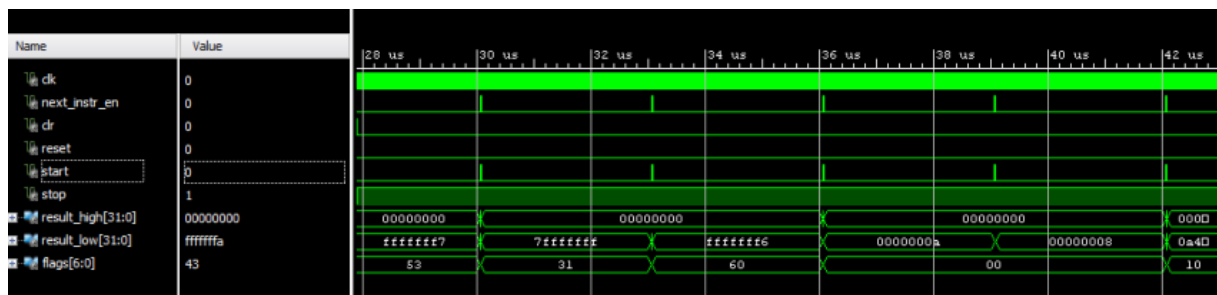 Name Value
28 us 30 us 32 us 34 us 36 us 38 us 40 us 42 us
clk 0
next_instr_en 0
clr 0
reset 0
start 0
stop 1
result_high[31:0] 00000000 00000000 00000000 00000000 000
result_low[31:0] fffffffa fffffff7 7fffffff fffffff6 0000000a 00000008 0a4
flags[6:0] 43 53 31 60 00 10